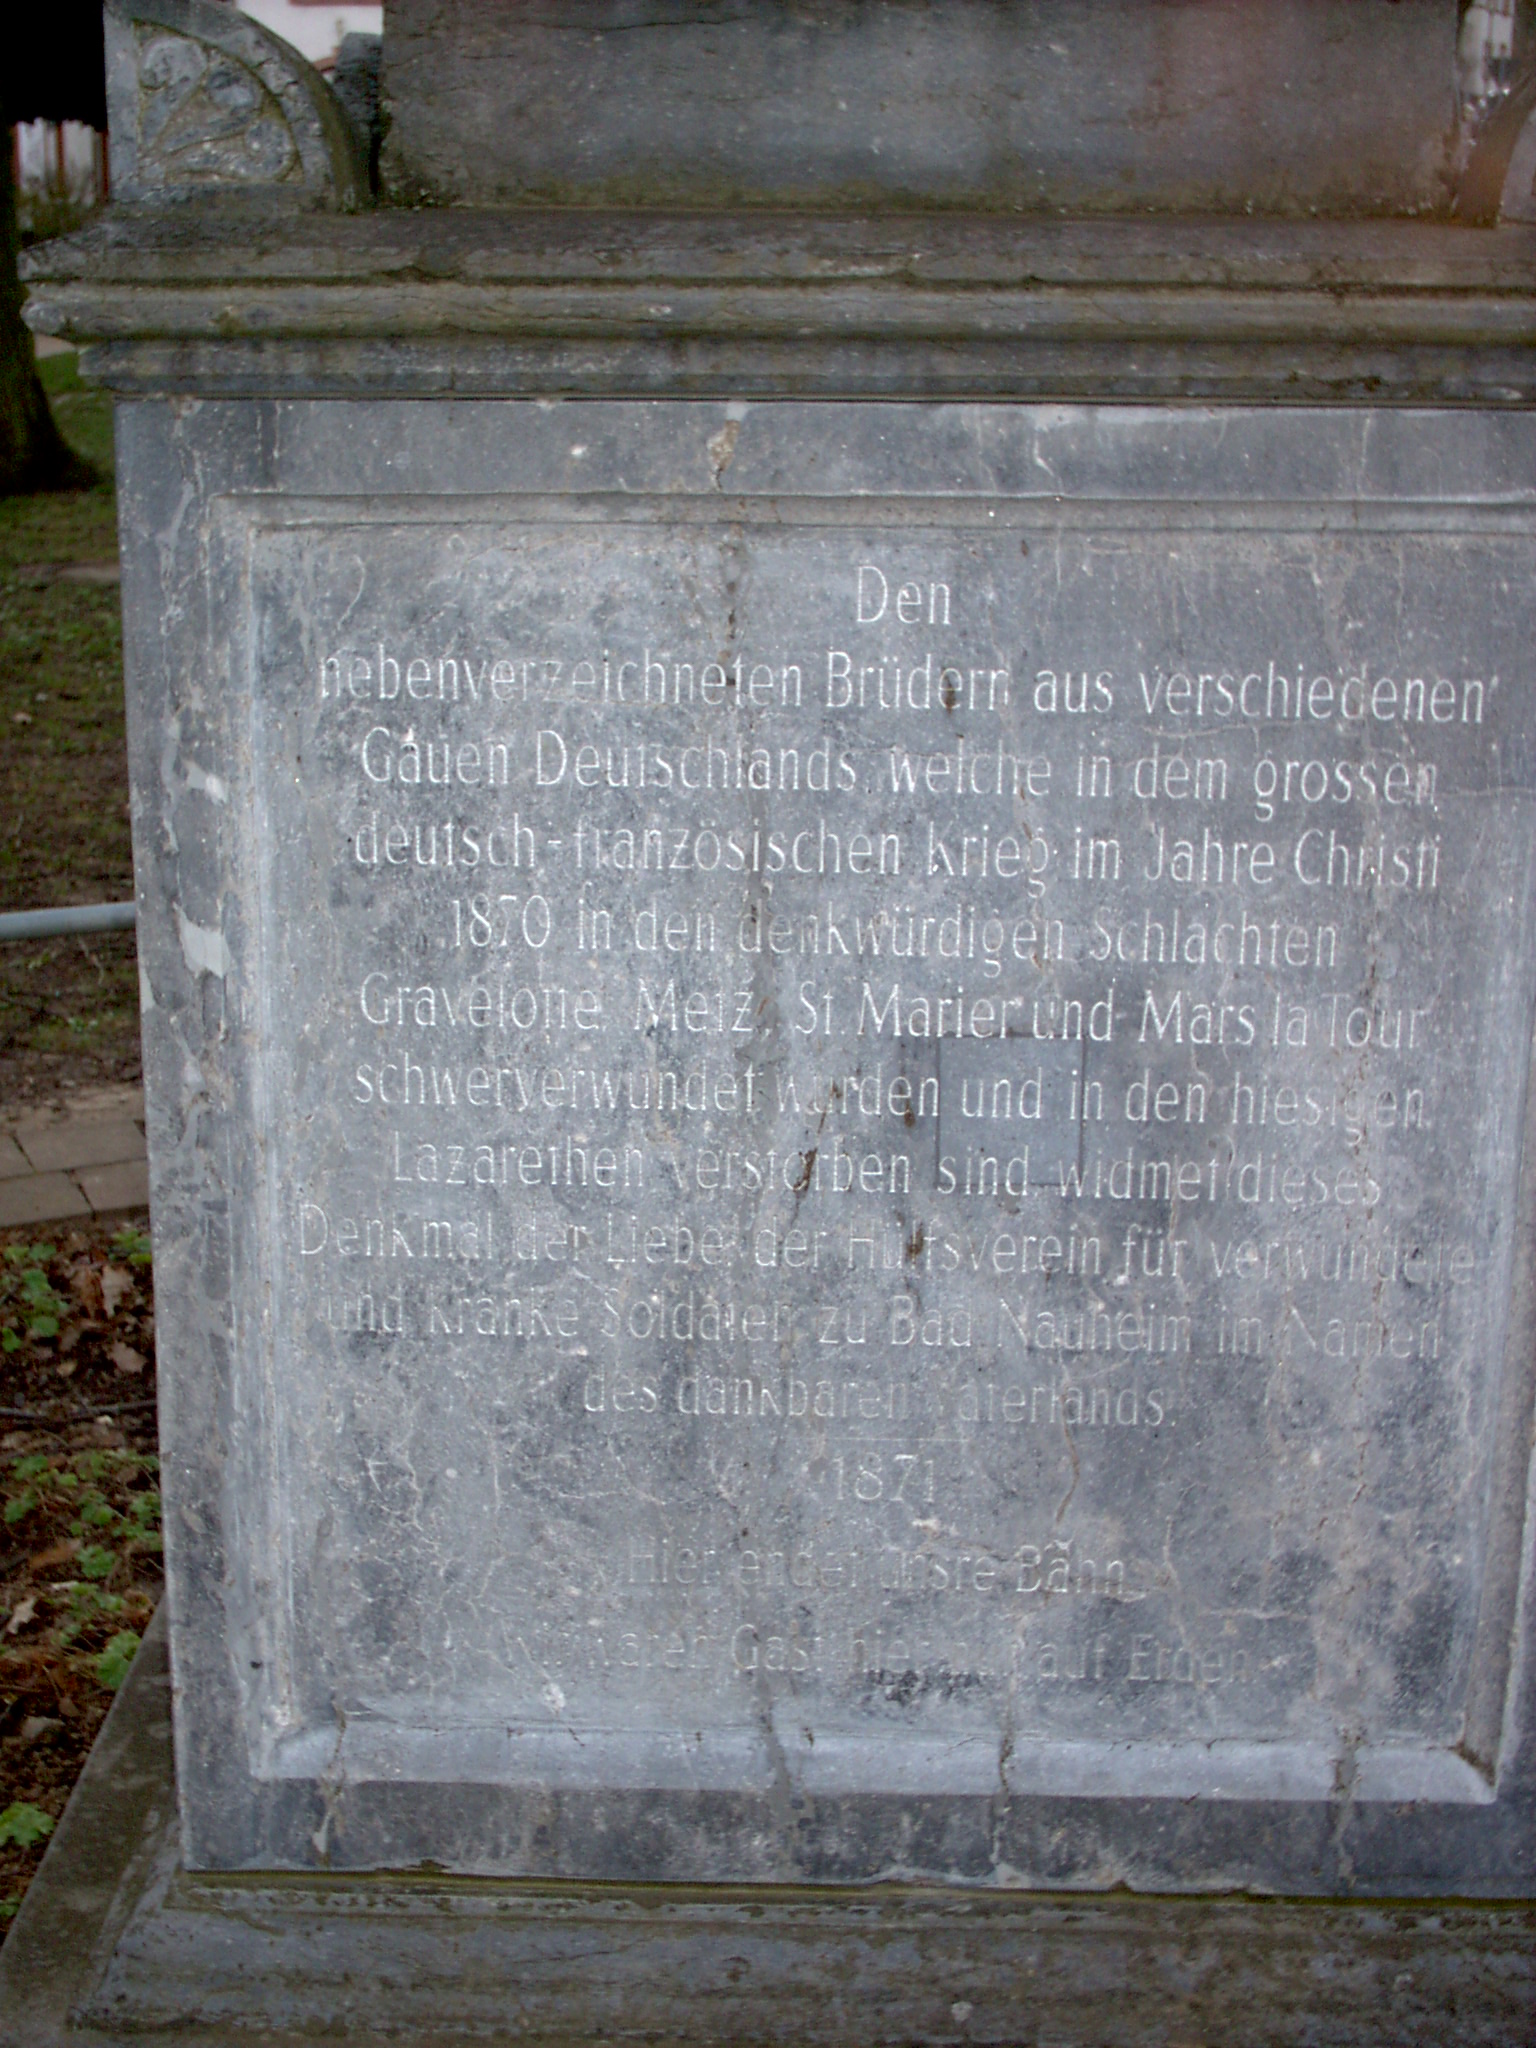 Den
nebenverzeichneten Brüdern aus verschiedenen
Gauen Deutschlands, welche in dem grossen
deutsch-französischen Krieg im Jahre Christi
1870 in den denkwürdigen Schlachten
Gravelotte, Metz, St. Marier und Mars la Tour
schwerverwundet wurden und in den hiesigen
Lazarethen verstorben sind, widmet dieses
Denkmal der Liebe, der Hülfsverein für verwundete
und kranke Soldaten zu Bad Nauheim im Namen
des dankbaren Vaterlands.
1871
Hier endet unsre Bahn
waren Gast hier auf Erden